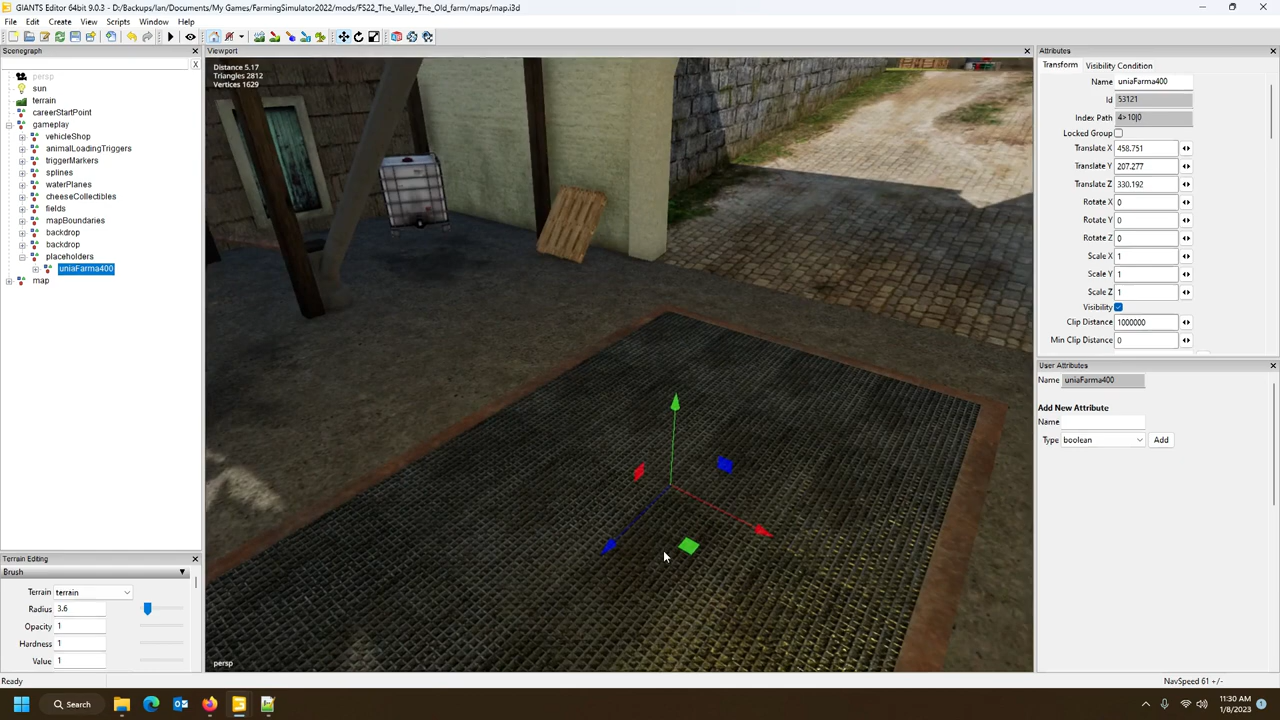 GIANTS Editor 64bit 9.0.3 - D:/Backups/Ian/Documents/My Games/FarmingSimulator2022/mods/FS22_The_Valley_The_Old_farm/maps/map.i3d
File Edit Create View Scripts Window Help
Scenegraph
X
persp
sun
terrain
careerStartPoint
gameplay
vehicleShop
animalLoadingTriggers
triggerMarkers
splines
waterPlanes
cheeseCollectibles
fields
mapBoundaries
backdrop
backdrop
placeholders
uniaFarma400
map
Terrain Editing
Brush
Terrain terrain
Radius 3.6
Opacity 1
Hardness 1
Value 1
Viewport
Distance 5.17
Triangles 2812
Vertices 1629
persp
Attributes
Transform Visibility Condition
Name uniaFarma400
Id 53121
Index Path 4>10|0
Locked Group
Translate X 458.751
Translate Y 207.277
Translate Z 330.192
Rotate X 0
Rotate Y 0
Rotate Z 0
Scale X 1
Scale Y 1
Scale Z 1
Visibility
Clip Distance 1000000
Min Clip Distance 0
User Attributes
Name uniaFarma400
Add New Attribute
Name
Type boolean Add
Ready
NavSpeed 61 +/-
Search
11:30 AM
1/8/2023